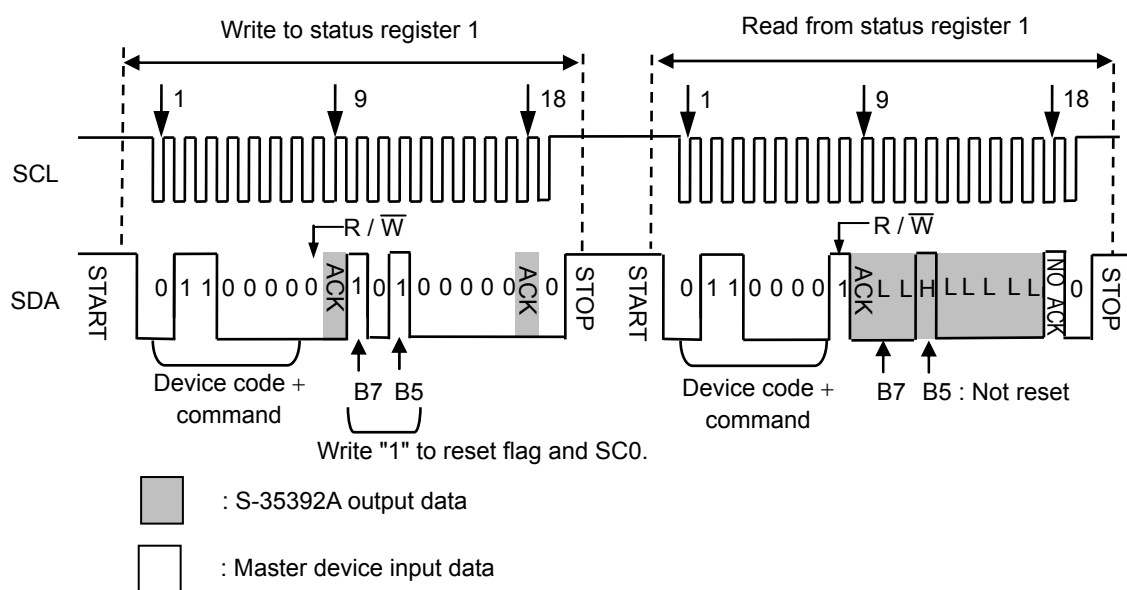 Write to status register 1
Read from status register 1
1
9
18
1
9
18
SCL
R / W
R / W
SDA
START
0 1 1 0 0 0 0 0
ACK
1 0 1 0 0 0 0 0
ACK
0
STOP
START
0 1 1 0 0 0 0 1
ACK
L L H L L L L L
NO ACK
0
STOP
Device code +
command
B7 B5
Write "1" to reset flag and SC0.
Device code +
command
B7 B5 : Not reset
: S-35392A output data
: Master device input data